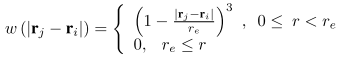 w (|r_j − r_i|) = { (1 − |r_j−r_i| / r_e)^3 , 0 ≤ r < r_e
0, r_e ≤ r